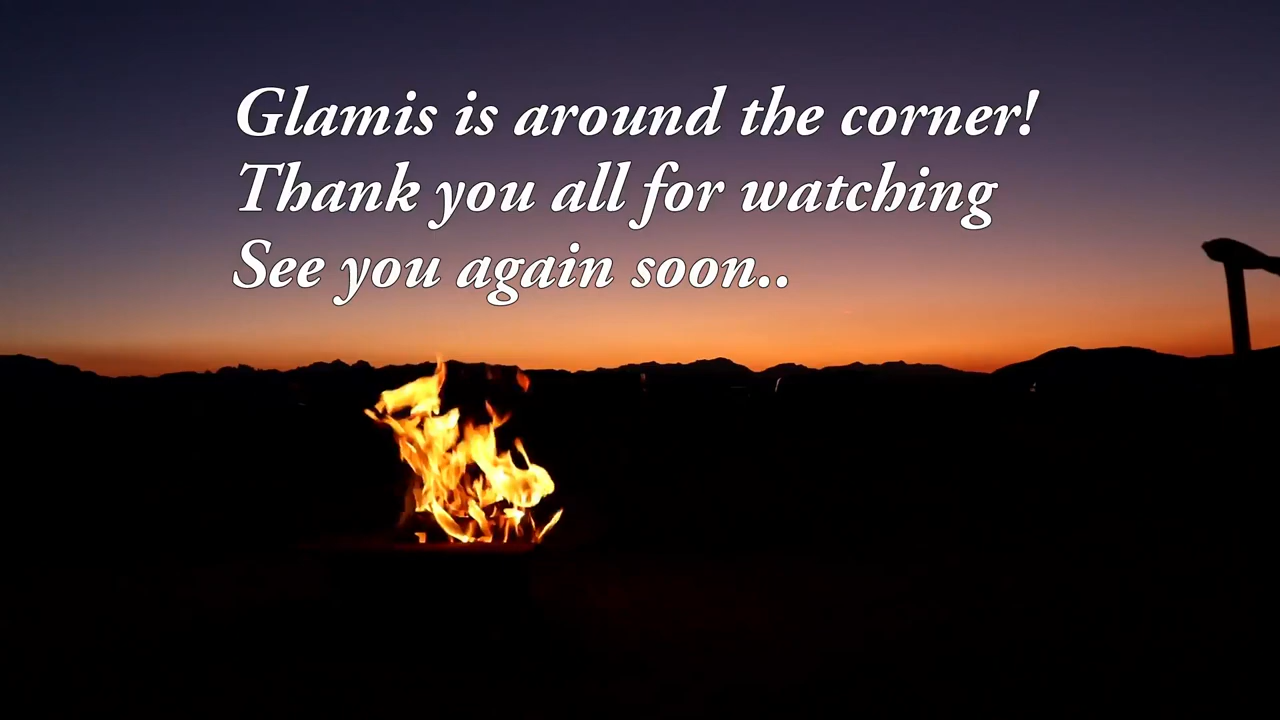 Glamis is around the corner!
Thank you all for watching
See you again soon..